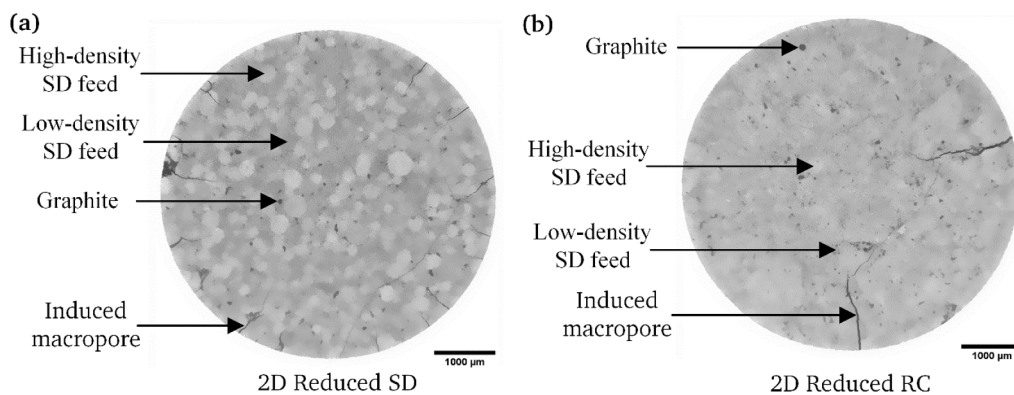 (a)
High-density
SD feed
Low-density
SD feed
Graphite
Induced
macropore
1000 µm
2D Reduced SD
(b)
Graphite
High-density
SD feed
Low-density
SD feed
Induced
macropore
1000 µm
2D Reduced RC